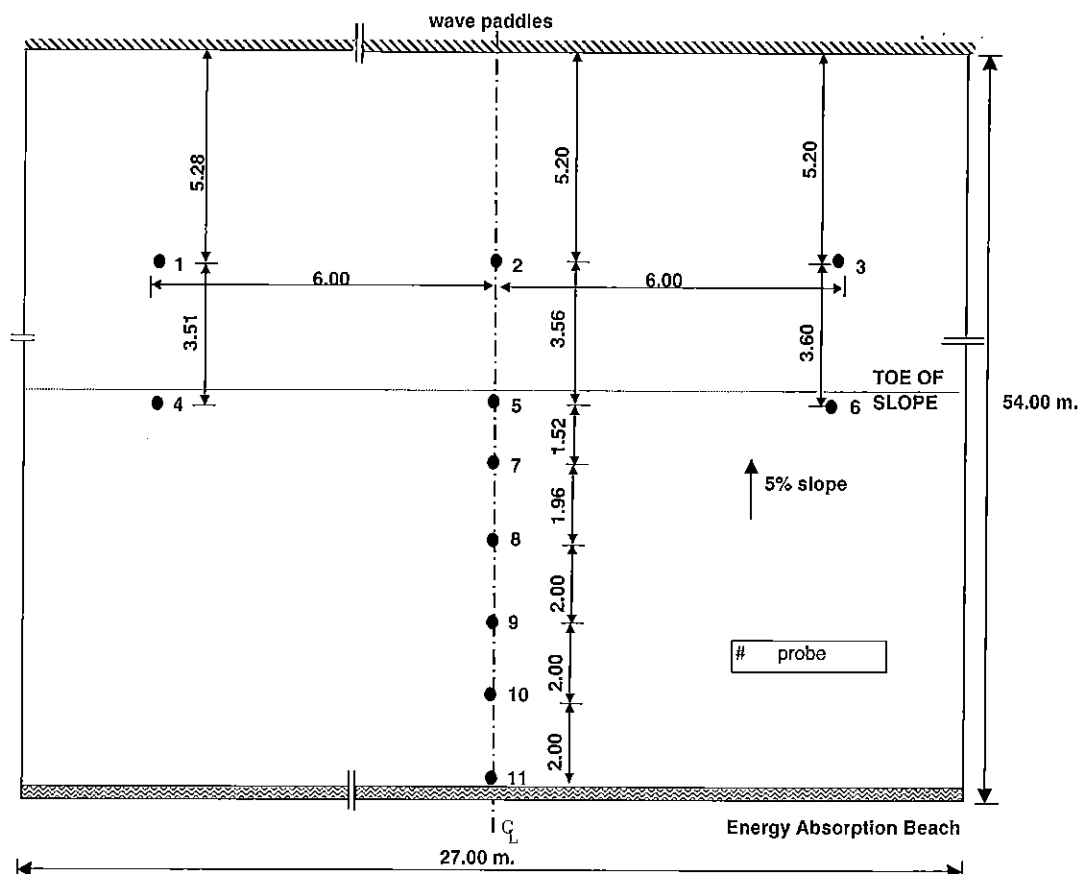 wave paddles
5.28
5.20
5.20
1
2
3
6.00
6.00
3.51
3.56
3.60
TOE OF
SLOPE
4
5
6
54.00 m.
1.52
7
5% slope
1.96
8
2.00
9
# probe
2.00
10
2.00
11
Energy Absorption Beach
CL
27.00 m.